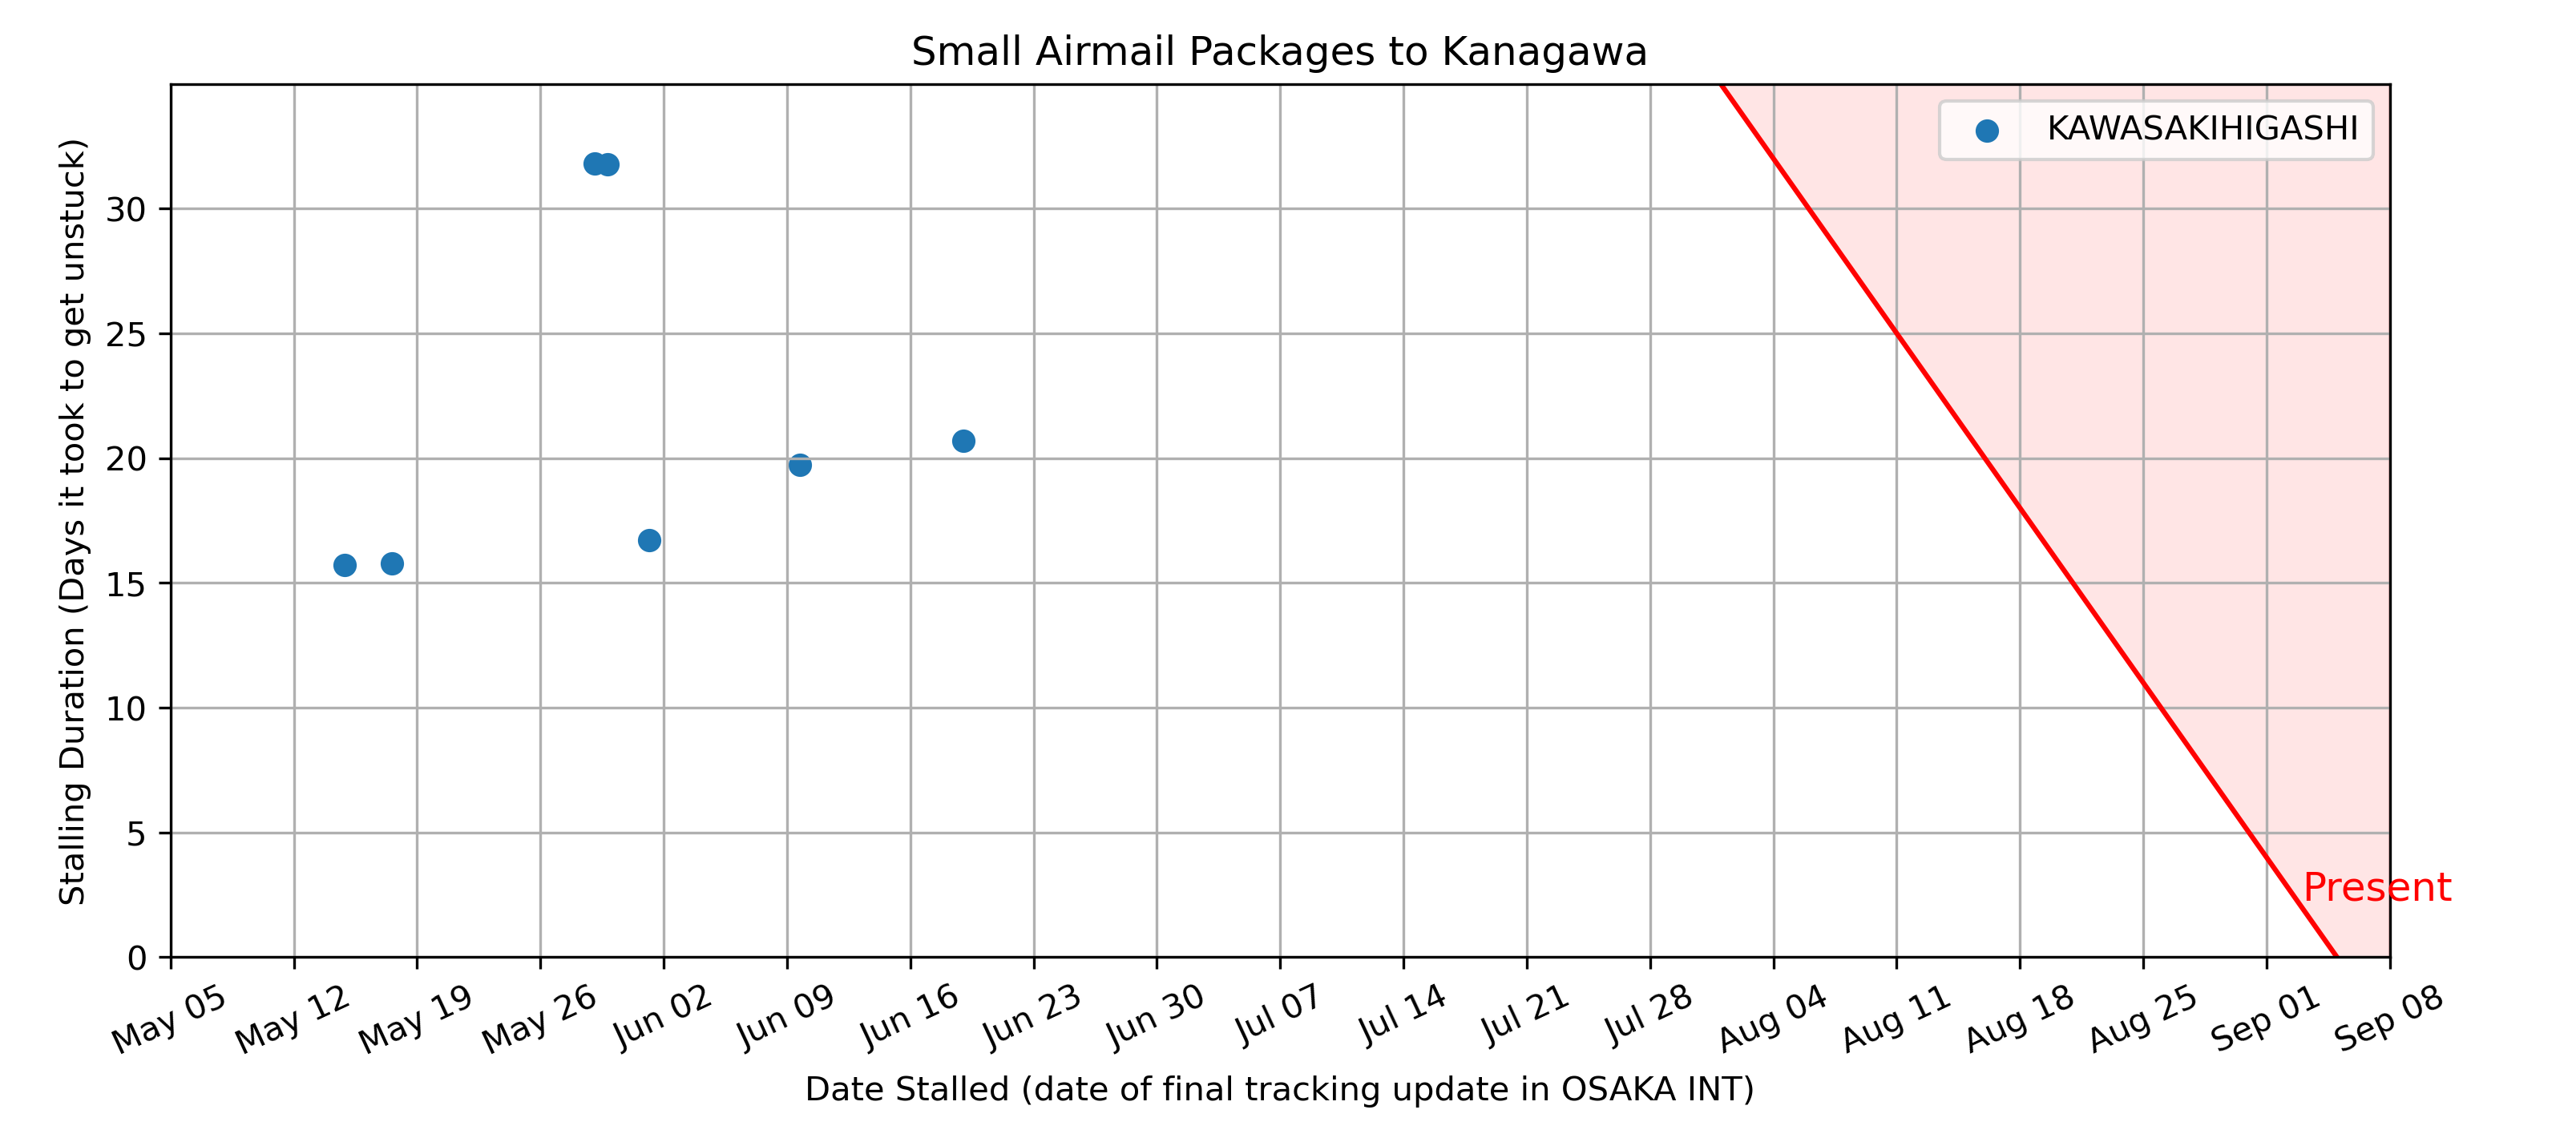 Small Airmail Packages to Kanagawa
KAWASAKIHIGASHI
Stalling Duration (Days it took to get unstuck)
30
25
20
15
10
5
0
Present
May 05
May 12
May 19
May 26
Jun 02
Jun 09
Jun 16
Jun 23
Jun 30
Jul 07
Jul 14
Jul 21
Jul 28
Aug 04
Aug 11
Aug 18
Aug 25
Sep 01
Sep 08
Date Stalled (date of final tracking update in OSAKA INT)